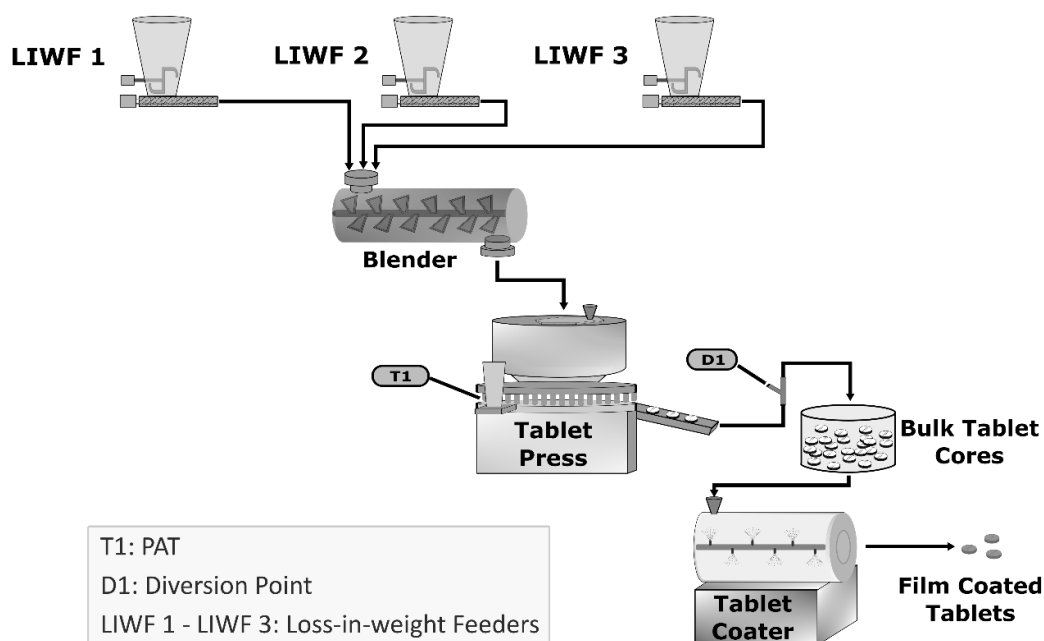 LIWF 1
LIWF 2
LIWF 3
Blender
T1
D1
Tablet
Press
Bulk Tablet
Cores
T1: PAT
D1: Diversion Point
LIWF 1 - LIWF 3: Loss-in-weight Feeders
Tablet
Coater
Film Coated
Tablets